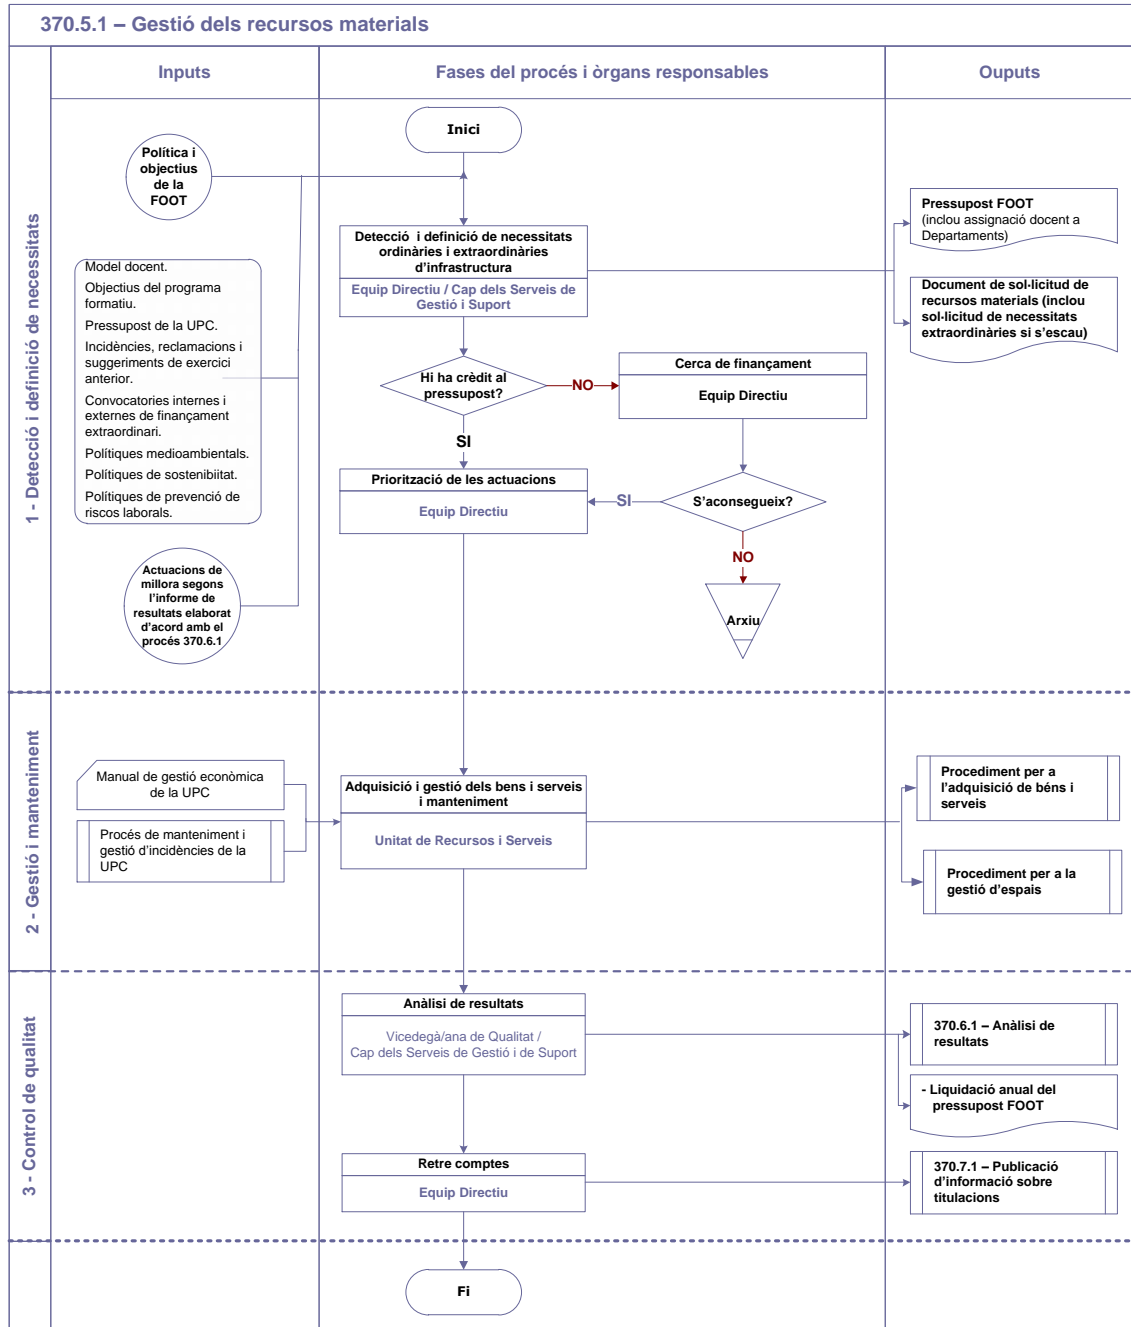 370.5.1 – Gestió dels recursos materials
Inputs
Fases del procés i òrgans responsables
Ouputs
1 - Detecció i definició de necessitats
Inici
Política i
objectius
de la
FOOT
Detecció i definició de necessitats
ordinàries i extraordinàries
d’infrastructura
Equip Directiu / Cap dels Serveis de
Gestió i Suport
Pressupost FOOT
(inclou assignació docent a
Departaments)
Document de sol·licitud de
recursos materials (inclou
sol·licitud de necessitats
extraordinàries si s’escau)
Model docent.
Objectius del programa
formatiu.
Pressupost de la UPC.
Incidències, reclamacions i
suggeriments de exercici
anterior.
Convocatories internes i
externes de finançament
extraordinari.
Polítiques medioambientals.
Polítiques de sostenibiitat.
Polítiques de prevenció de
riscos laborals.
Hi ha crèdit al
pressupost?
NO
Cerca de finançament
Equip Directiu
SI
Priorització de les actuacions
Equip Directiu
SI
S’aconsegueix?
NO
Arxiu
Actuacions de
millora segons
l’informe de
resultats elaborat
d’acord amb el
procés 370.6.1
2 - Gestió i manteniment
Manual de gestió econòmica
de la UPC
Procés de manteniment i
gestió d’incidències de la
UPC
Adquisició i gestió dels bens i serveis
i manteniment
Unitat de Recursos i Serveis
Procediment per a
l’adquisició de béns i
serveis
Procediment per a la
gestió d’espais
3 - Control de qualitat
Anàlisi de resultats
Vicedegà/ana de Qualitat /
Cap dels Serveis de Gestió i de Suport
370.6.1 – Anàlisi de
resultats
- Liquidació anual del
pressupost FOOT
Retre comptes
Equip Directiu
370.7.1 – Publicació
d’informació sobre
titulacions
Fi